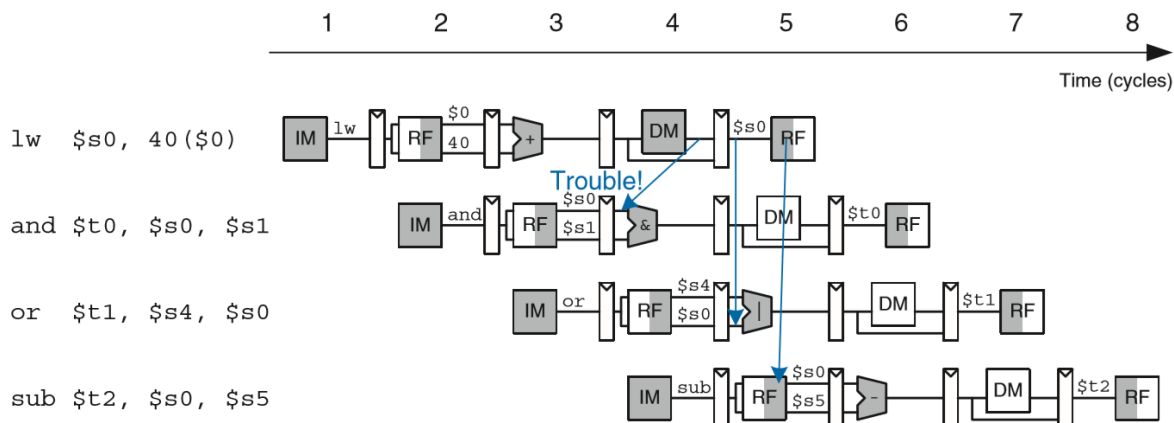 1 2 3 4 5 6 7 8
Time (cycles)
lw $s0, 40($0) IM lw RF $0 40 + DM $s0 RF
Trouble!
and $t0, $s0, $s1 IM and RF $s0 $s1 & DM $t0 RF
or $t1, $s4, $s0 IM or RF $s4 $s0 | DM $t1 RF
sub $t2, $s0, $s5 IM sub RF $s0 $s5 - DM $t2 RF